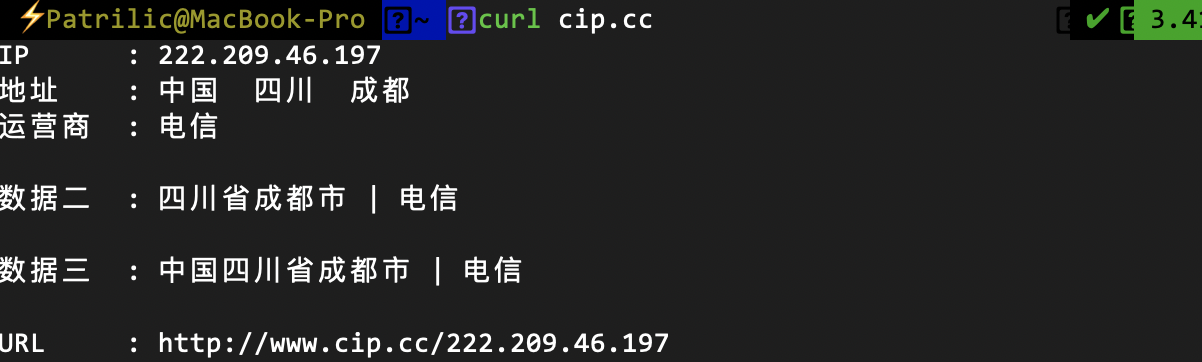 ⚡Patrilic@MacBook-Pro ~ curl cip.cc ✔
IP : 222.209.46.197
地址 : 中国 四川 成都
运营商 : 电信
数据二 : 四川省成都市 | 电信
数据三 : 中国四川省成都市 | 电信
URL : http://www.cip.cc/222.209.46.197